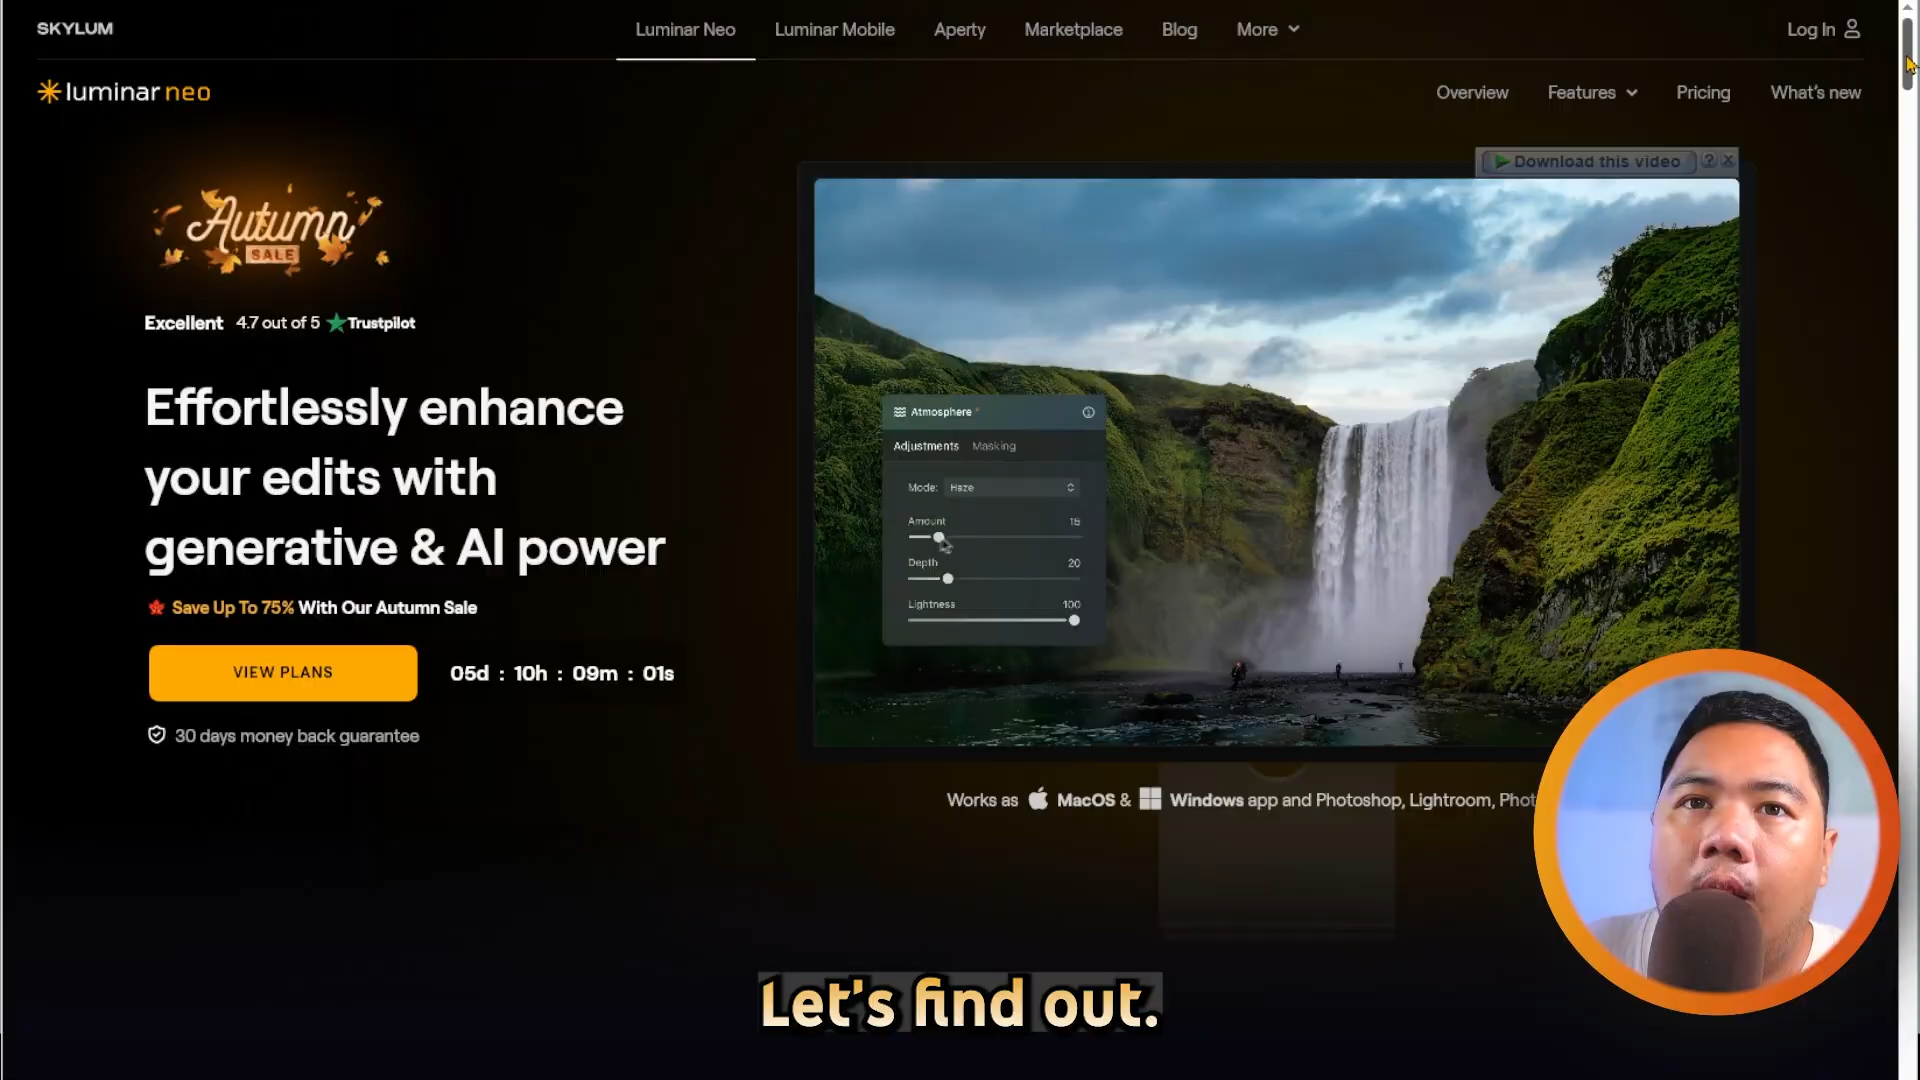 SKYLUM
Luminar Neo
Luminar Mobile
Aperty
Marketplace
Blog
More
Log In
luminar neo
Overview
Features
Pricing
What's new
Download this video
?
X
Autumn
SALE
Excellent 4.7 out of 5 Trustpilot
Effortlessly enhance
your edits with
generative & AI power
Save Up To 75% With Our Autumn Sale
VIEW PLANS
05d : 10h : 09m : 01s
30 days money back guarantee
Atmosphere
Adjustments Masking
Mode: Haze
Amount
Depth 20
Lightness 100
Works as MacOS & Windows app and Photoshop, Lightroom, Phot
Let's find out.